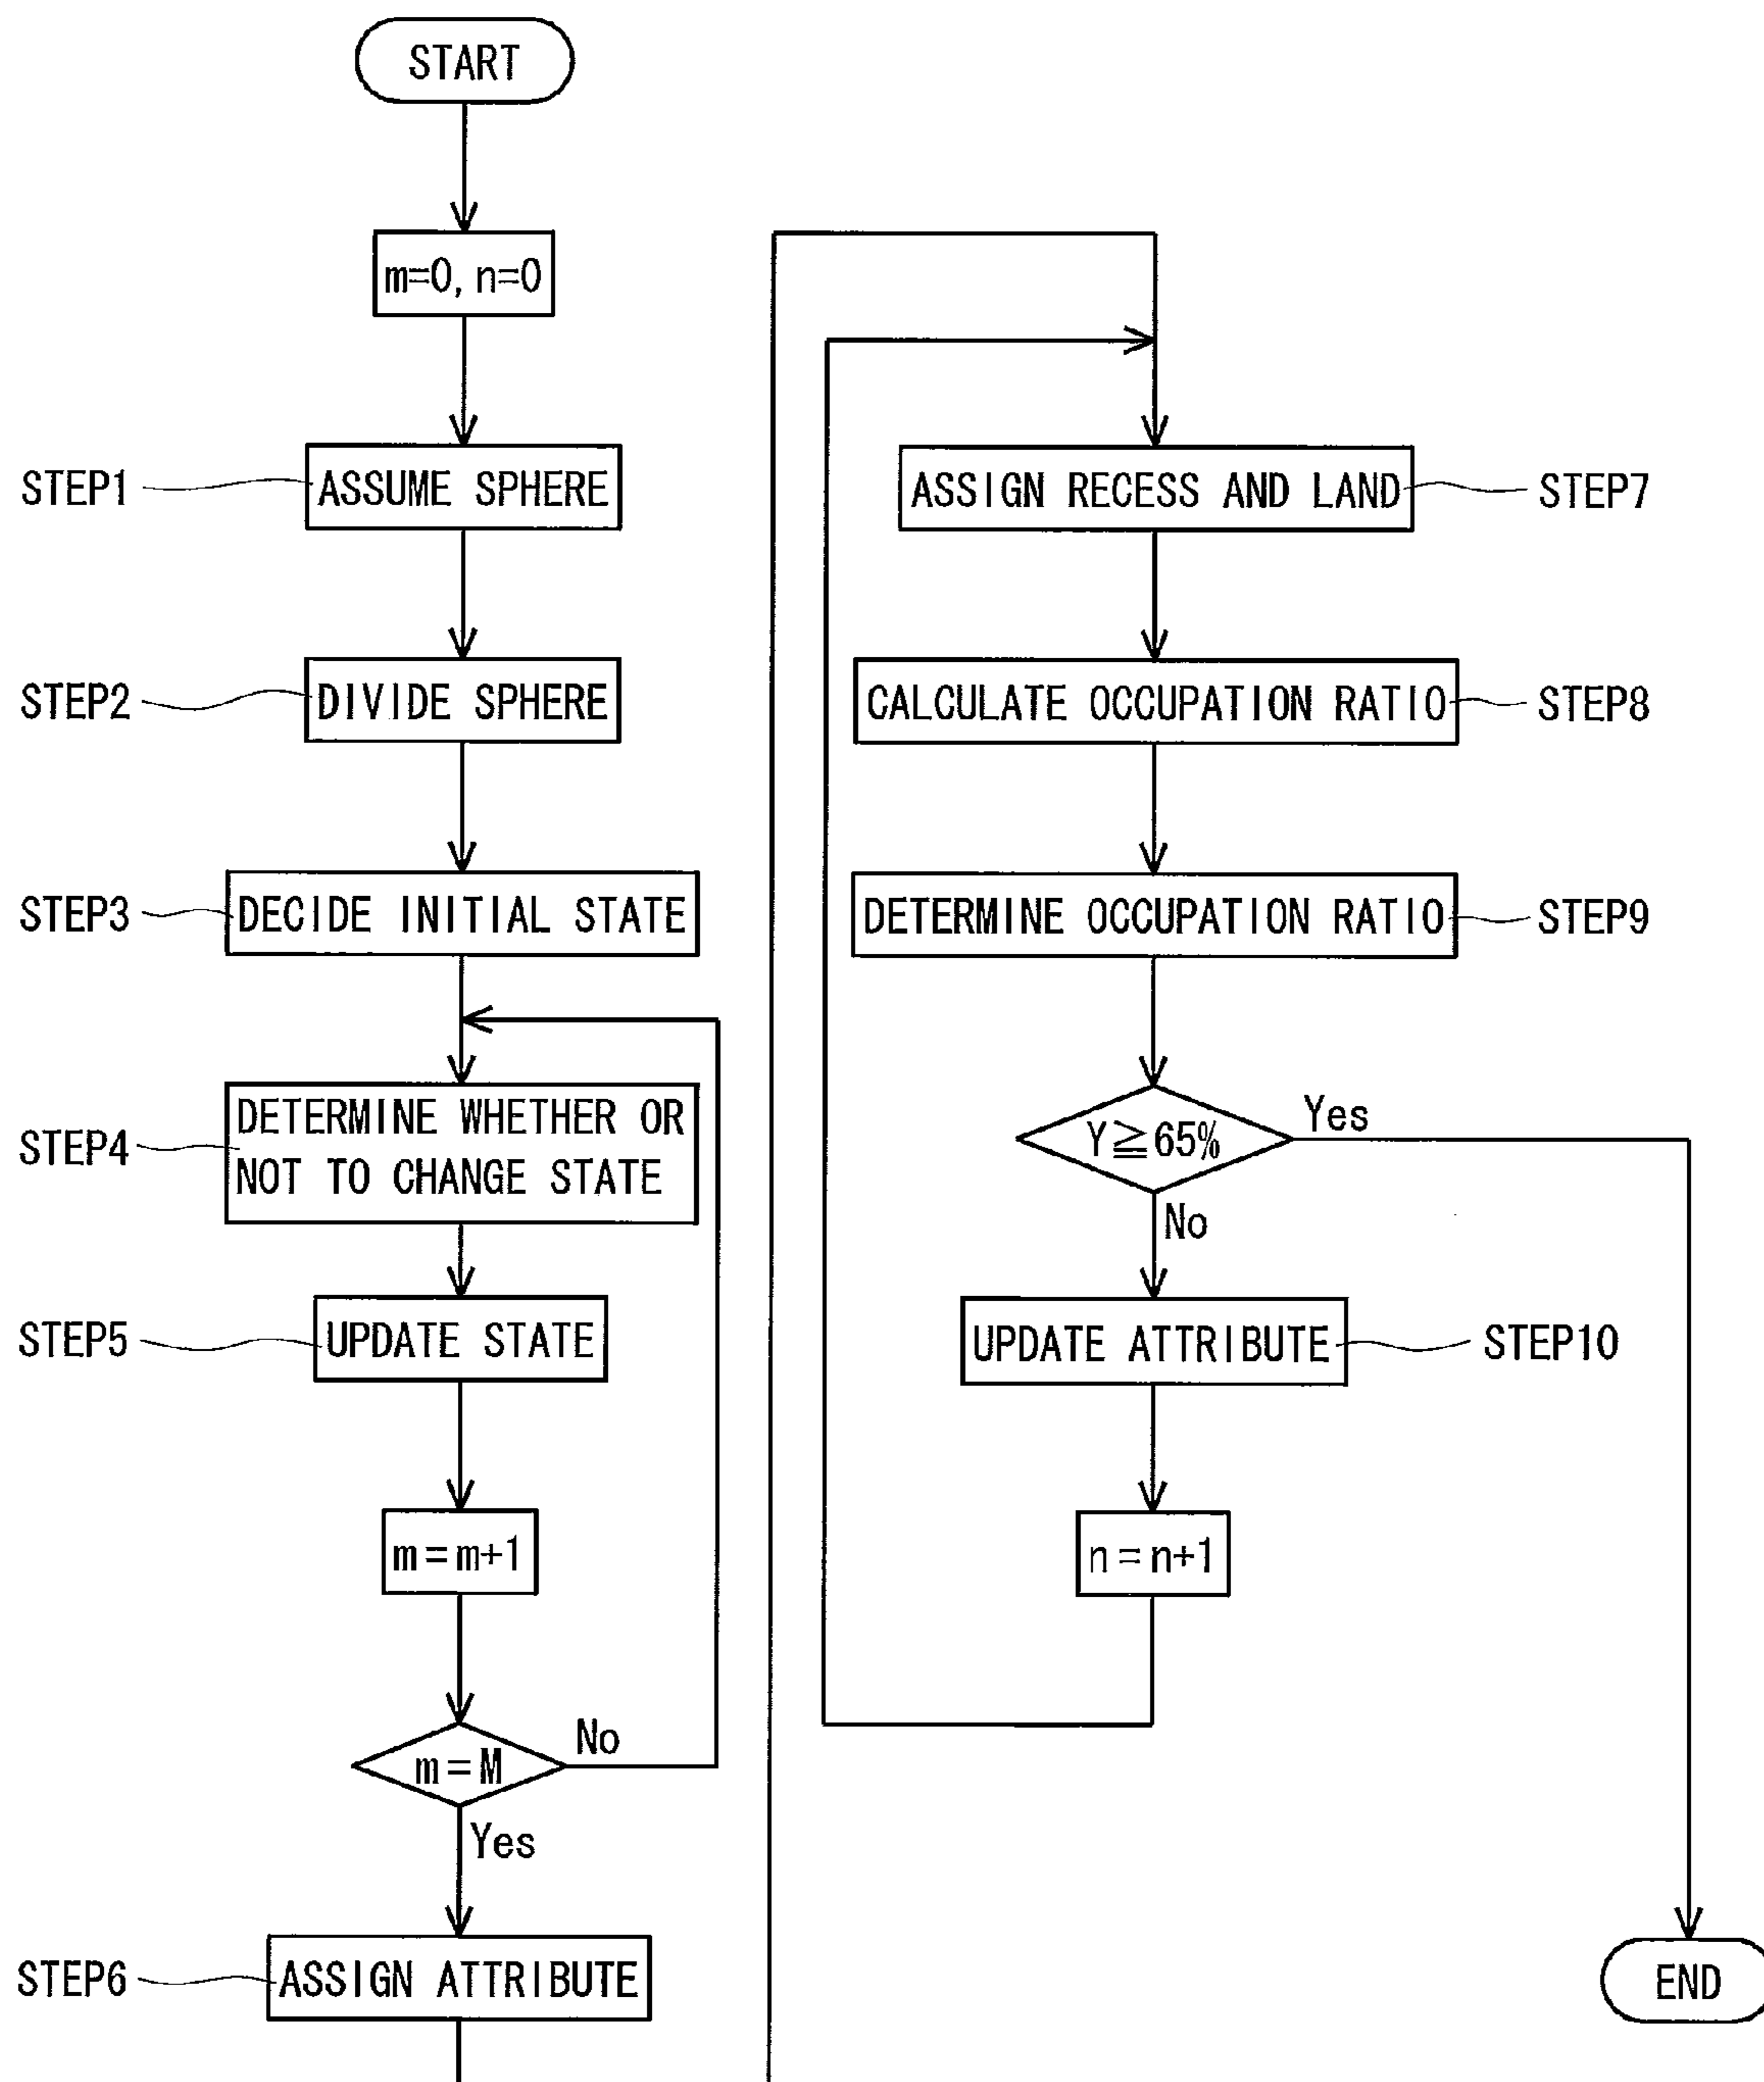 START
m=0, n=0
STEP1
ASSUME SPHERE
STEP2
DIVIDE SPHERE
STEP3
DECIDE INITIAL STATE
STEP4
DETERMINE WHETHER OR
NOT TO CHANGE STATE
STEP5
UPDATE STATE
m=m+1
m=M
No
Yes
STEP6
ASSIGN ATTRIBUTE
ASSIGN RECESS AND LAND
STEP7
CALCULATE OCCUPATION RATIO
STEP8
DETERMINE OCCUPATION RATIO
STEP9
Y≧65%
Yes
No
UPDATE ATTRIBUTE
STEP10
n=n+1
END